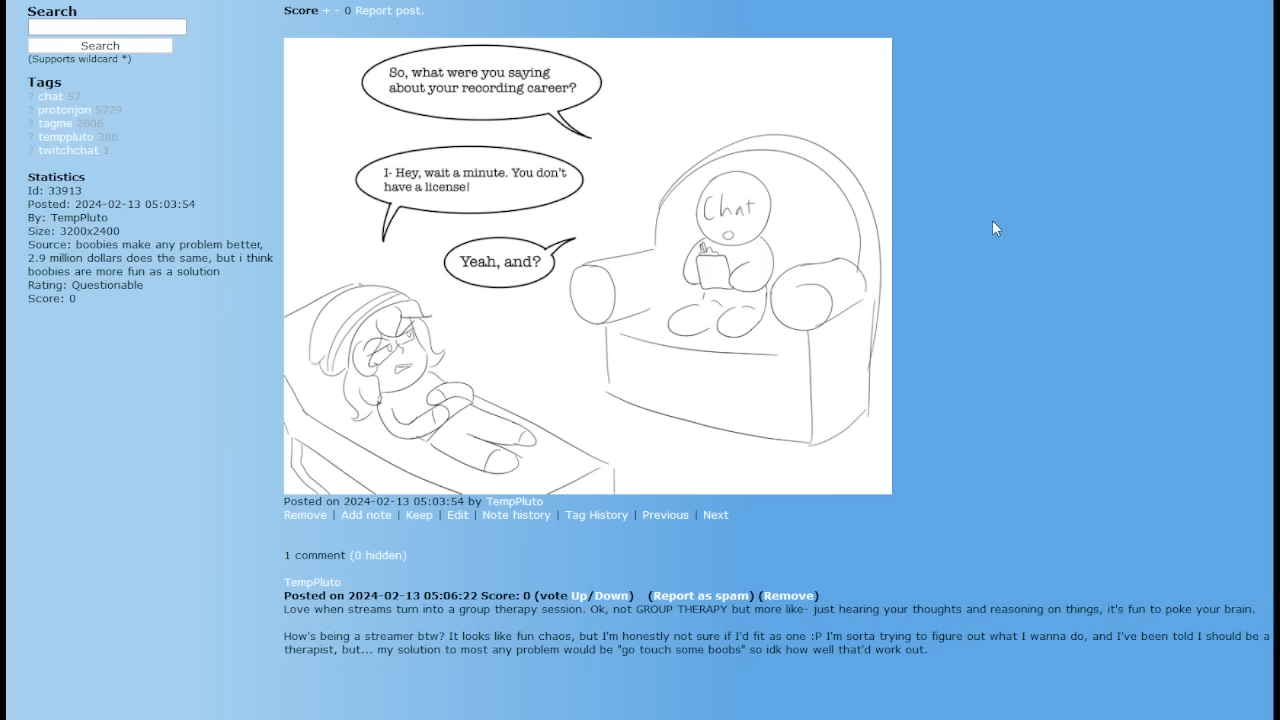 Search
Search
(Supports wildcard *)
Tags
? chat 57
? protonjon 5729
? tagme 2006
? temppluto 386
? twitchchat 1
Statistics
Id: 33913
Posted: 2024-02-13 05:03:54
By: TempPluto
Size: 3200x2400
Source: boobies make any problem better,
2.9 million dollars does the same, but i think
boobies are more fun as a solution
Rating: Questionable
Score: 0
Score + - 0 Report post.
So, what were you saying
about your recording career?
I- Hey, wait a minute. You don't
have a license!
Yeah, and?
Chat
Posted on 2024-02-13 05:03:54 by TempPluto
Remove | Add note | Keep | Edit | Note history | Tag History | Previous | Next
1 comment (0 hidden)
TempPluto
Posted on 2024-02-13 05:06:22 Score: 0 (vote Up/Down) (Report as spam) (Remove)
Love when streams turn into a group therapy session. Ok, not GROUP THERAPY but more like- just hearing your thoughts and reasoning on things, it's fun to poke your brain.
How's being a streamer btw? It looks like fun chaos, but I'm honestly not sure if I'd fit as one :P I'm sorta trying to figure out what I wanna do, and I've been told I should be a
therapist, but... my solution to most any problem would be "go touch some boobs" so idk how well that'd work out.